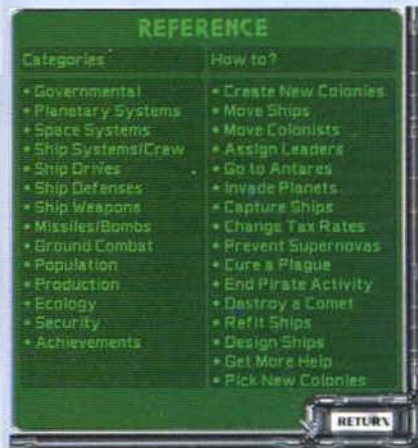 REFERENCE
Categories
• Governmental
• Planetary Systems
• Space Systems
• Ship Systems/Crew
• Ship Drives
• Ship Defenses
• Ship Weapons
• Missiles/Bombs
• Ground Combat
• Population
• Production
• Ecology
• Security
• Achievements
How to?
• Create New Colonies
• Move Ships
• Move Colonists
• Assign Leaders
• Go to Antares
• Invade Planets
• Capture Ships
• Change Tax Rates
• Prevent Supernovas
• Cure a Plague
• End Pirate Activity
• Destroy a Comet
• Refit Ships
• Design Ships
• Get More Help
• Pick New Colonies
RETURN